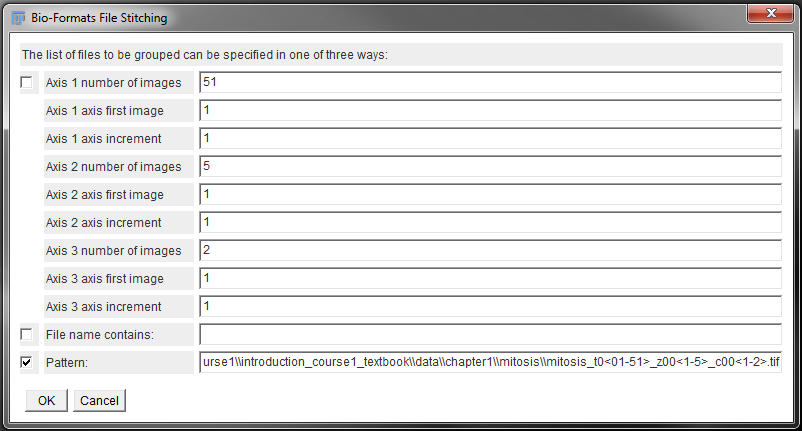 Bio-Formats File Stitching
The list of files to be grouped can be specified in one of three ways:
Axis 1 number of images 51
Axis 1 axis first image 1
Axis 1 axis increment 1
Axis 2 number of images 5
Axis 2 axis first image 1
Axis 2 axis increment 1
Axis 3 number of images 2
Axis 3 axis first image 1
Axis 3 axis increment 1
File name contains:
Pattern: urse1\\introduction_course1_textbook\\data\\chapter1\\mitosis\\mitosis_t0<01-51>_z00<1-5>_c00<1-2>.tif
OK Cancel